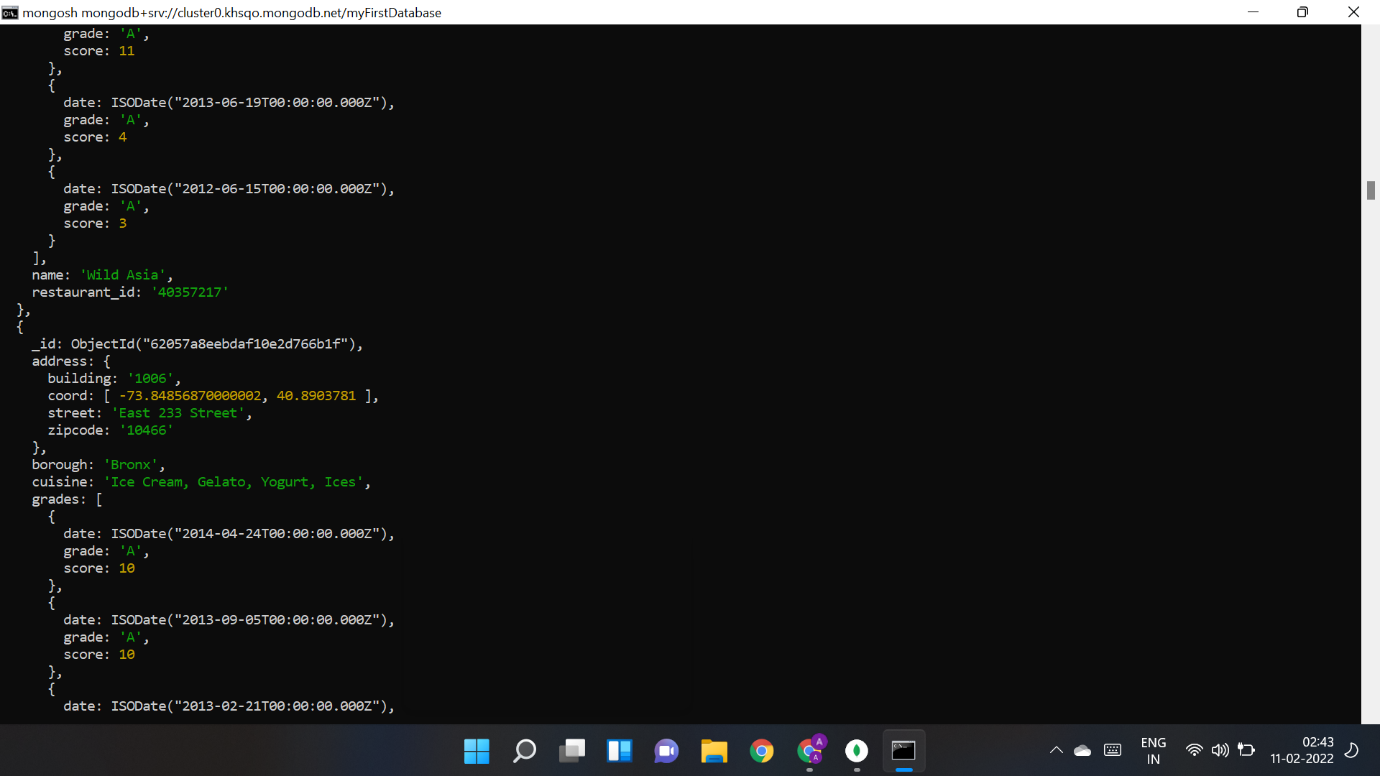 mongosh mongodb+srv://cluster0.khsqo.mongodb.net/myFirstDatabase
grade: 'A',
score: 11
},
{
date: ISODate("2013-06-19T00:00:00.000Z"),
grade: 'A',
score: 4
},
{
date: ISODate("2012-06-15T00:00:00.000Z"),
grade: 'A',
score: 3
}
],
name: 'Wild Asia',
restaurant_id: '40357217'
},
{
_id: ObjectId("62057a8eebdaf10e2d766b1f"),
address: {
building: '1006',
coord: [ -73.84856870000002, 40.8903781 ],
street: 'East 233 Street',
zipcode: '10466'
},
borough: 'Bronx',
cuisine: 'Ice Cream, Gelato, Yogurt, Ices',
grades: [
{
date: ISODate("2014-04-24T00:00:00.000Z"),
grade: 'A',
score: 10
},
{
date: ISODate("2013-09-05T00:00:00.000Z"),
grade: 'A',
score: 10
},
{
date: ISODate("2013-02-21T00:00:00.000Z"),
A
A
ENG
IN
02:43
11-02-2022